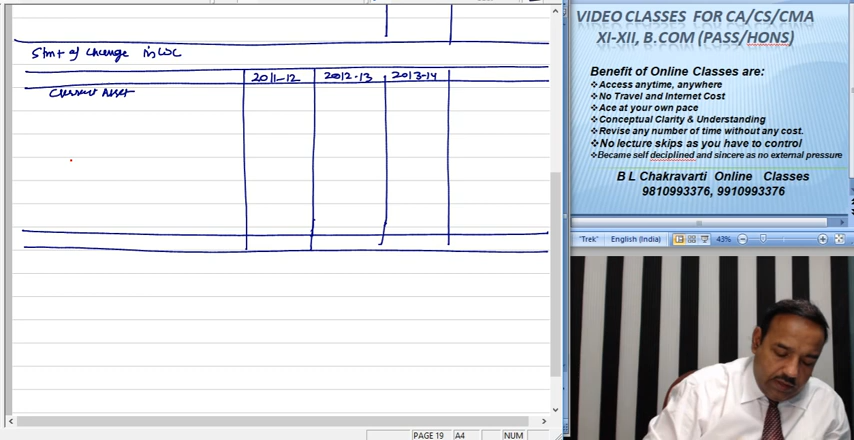 Stmt of change in WC
2011-12 2012-13 2013-14
Current Asset
PAGE 19 A4 NUM
VIDEO CLASSES FOR CA/CS/CMA
XI-XII, B.COM (PASS/HONS)
Benefit of Online Classes are:
❖Access anytime, anywhere
❖No Travel and Internet Cost
❖Ace at your own pace
❖Conceptual Clarity & Understanding
❖Revise any number of time without any cost.
❖No lecture skips as you have to control
❖Became self deciplined and sincere as no external pressure
B L Chakravarti Online Classes
9810993376, 9910993376
"Trek" English (India) 43%